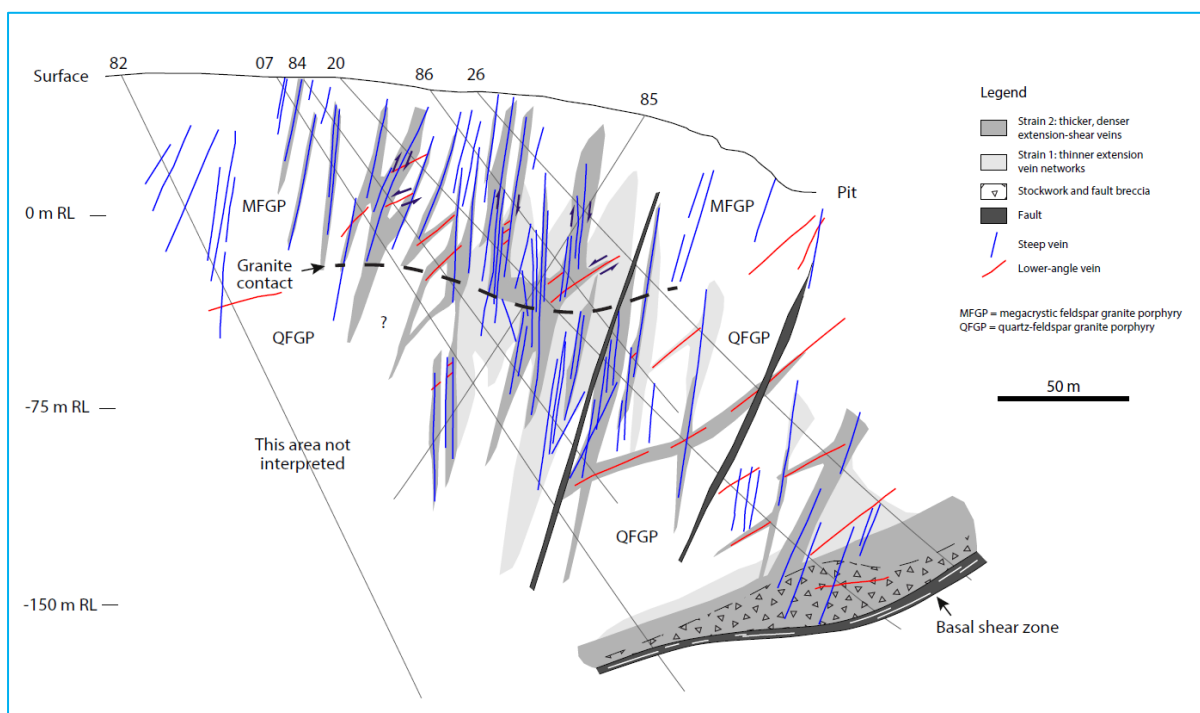 82
07 84 20
86 26
85
Surface
Pit
MFGP
MFGP
0 m RL
Granite
contact
QFGP
?
QFGP
-75 m RL
This area not
interpreted
QFGP
-150 m RL
Basal shear zone
Legend
Strain 2: thicker, denser
extension-shear veins
Strain 1: thinner extension
vein networks
Stockwork and fault breccia
Fault
Steep vein
Lower-angle vein
MFGP = megacrystic feldspar granite porphyry
QFGP = quartz-feldspar granite porphyry
50 m